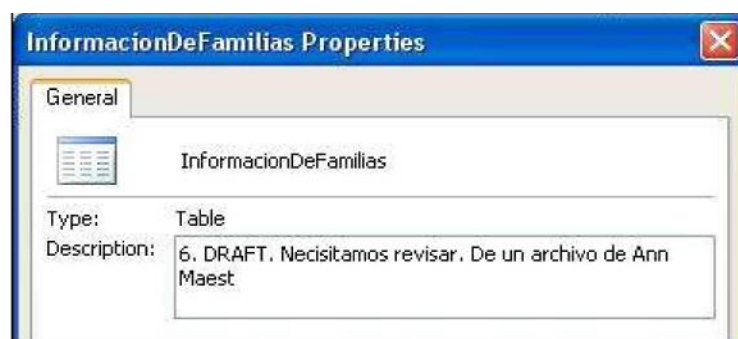 InformacionDeFamilias Properties
General
InformacionDeFamilias
Type: Table
Description: 6. DRAFT. Necisitamos revisar. De un archivo de Ann
Maest